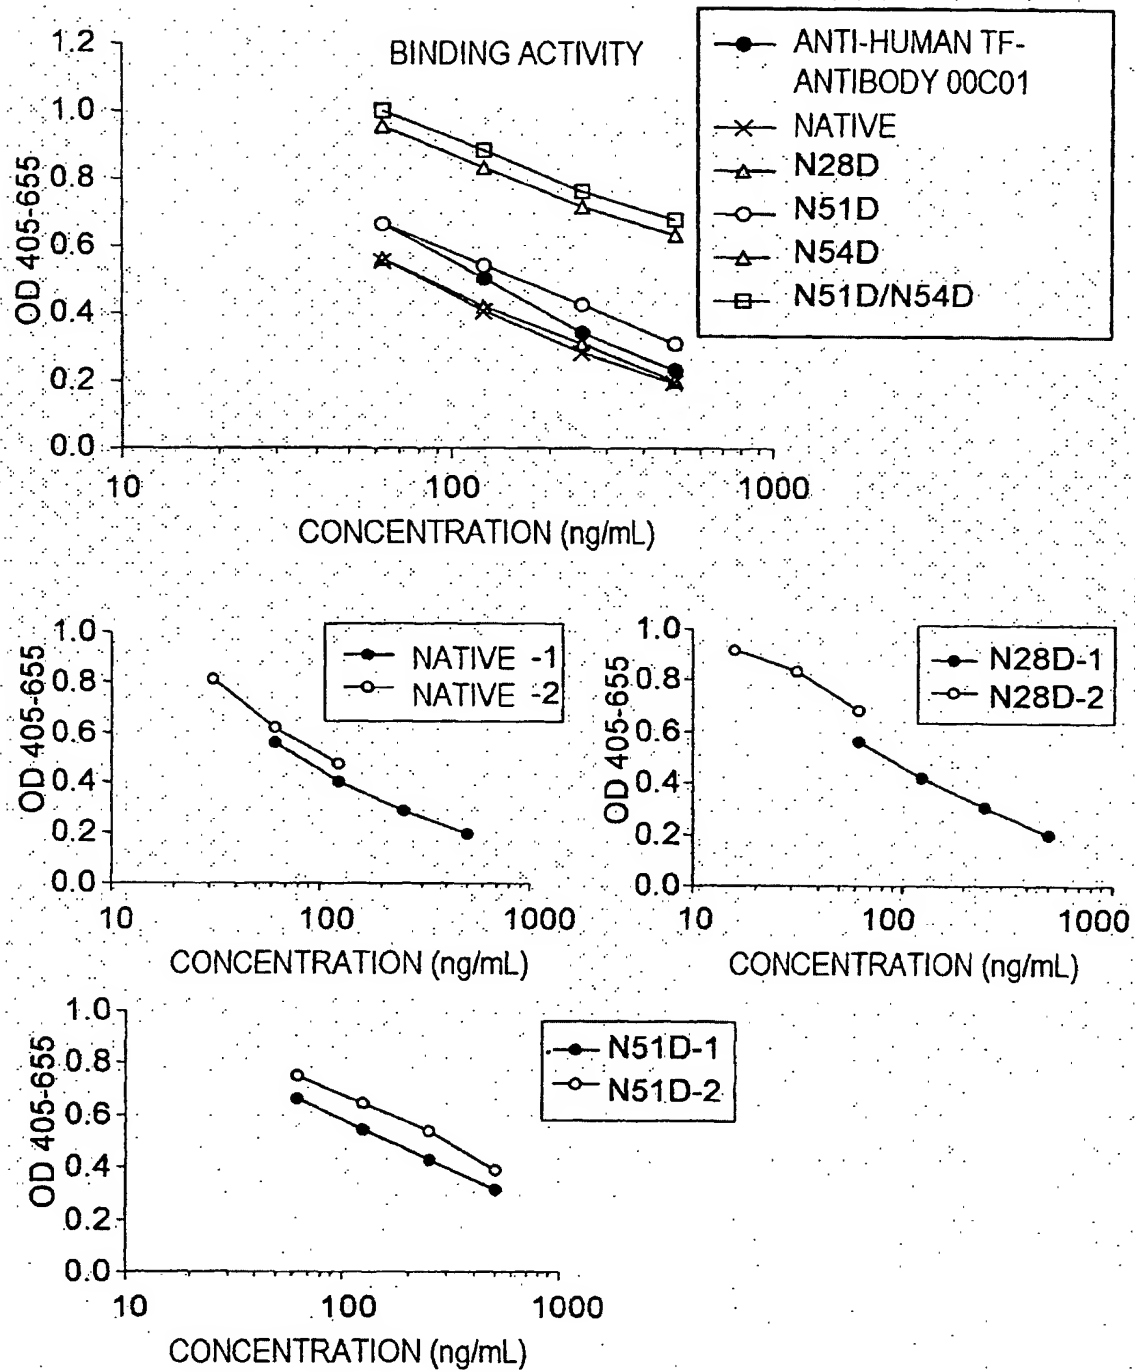 BINDING ACTIVITY
1.2
1.0
0.8
0.6
0.4
0.2
0.0
OD 405-655
10
100
1000
CONCENTRATION (ng/mL)
ANTI-HUMAN TF-
ANTIBODY 00C01
NATIVE
N28D
N51D
N54D
N51D/N54D
1.0
0.8
0.6
0.4
0.2
0.0
OD 405-655
10
100
1000
CONCENTRATION (ng/mL)
NATIVE -1
NATIVE -2
1.0
0.8
0.6
0.4
0.2
0.0
OD 405-655
10
100
1000
CONCENTRATION (ng/mL)
N28D-1
N28D-2
1.0
0.8
0.6
0.4
0.2
0.0
OD 405-655
10
100
1000
CONCENTRATION (ng/mL)
N51D-1
N51D-2